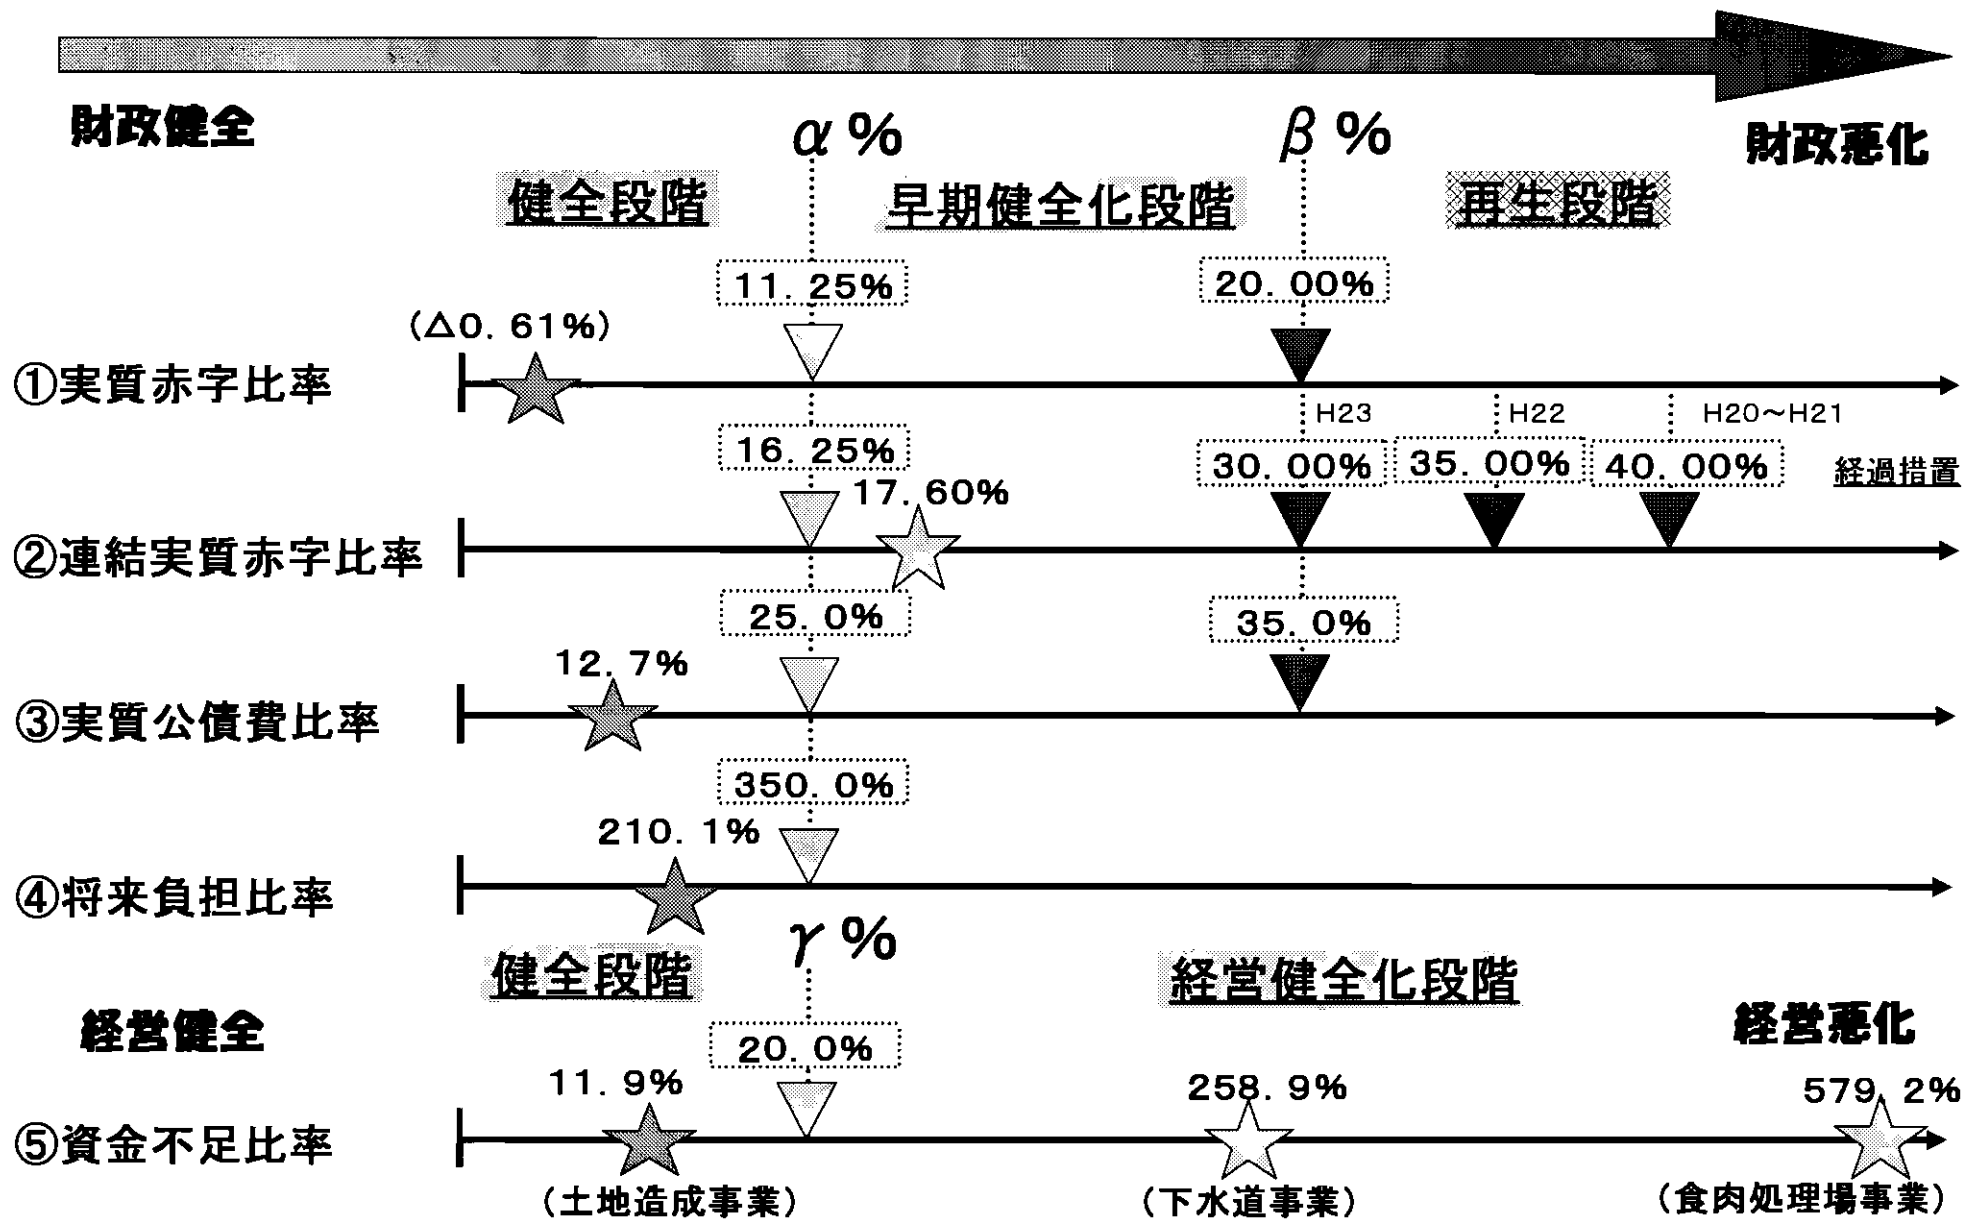 財政健全
α%
β%
財政悪化
健全段階
早期健全化段階
再生段階
11.25%
20.00%
(△0.61%)
①実質赤字比率
H23
H22
H20～H21
16.25%
30.00%
35.00%
40.00%
経過措置
17.60%
②連結実質赤字比率
25.0%
35.0%
12.7%
③実質公債費比率
350.0%
210.1%
④将来負担比率
γ%
健全段階
経営健全化段階
経営健全
経営悪化
20.0%
11.9%
258.9%
579.2%
⑤資金不足比率
(土地造成事業)
(下水道事業)
(食肉処理場事業)